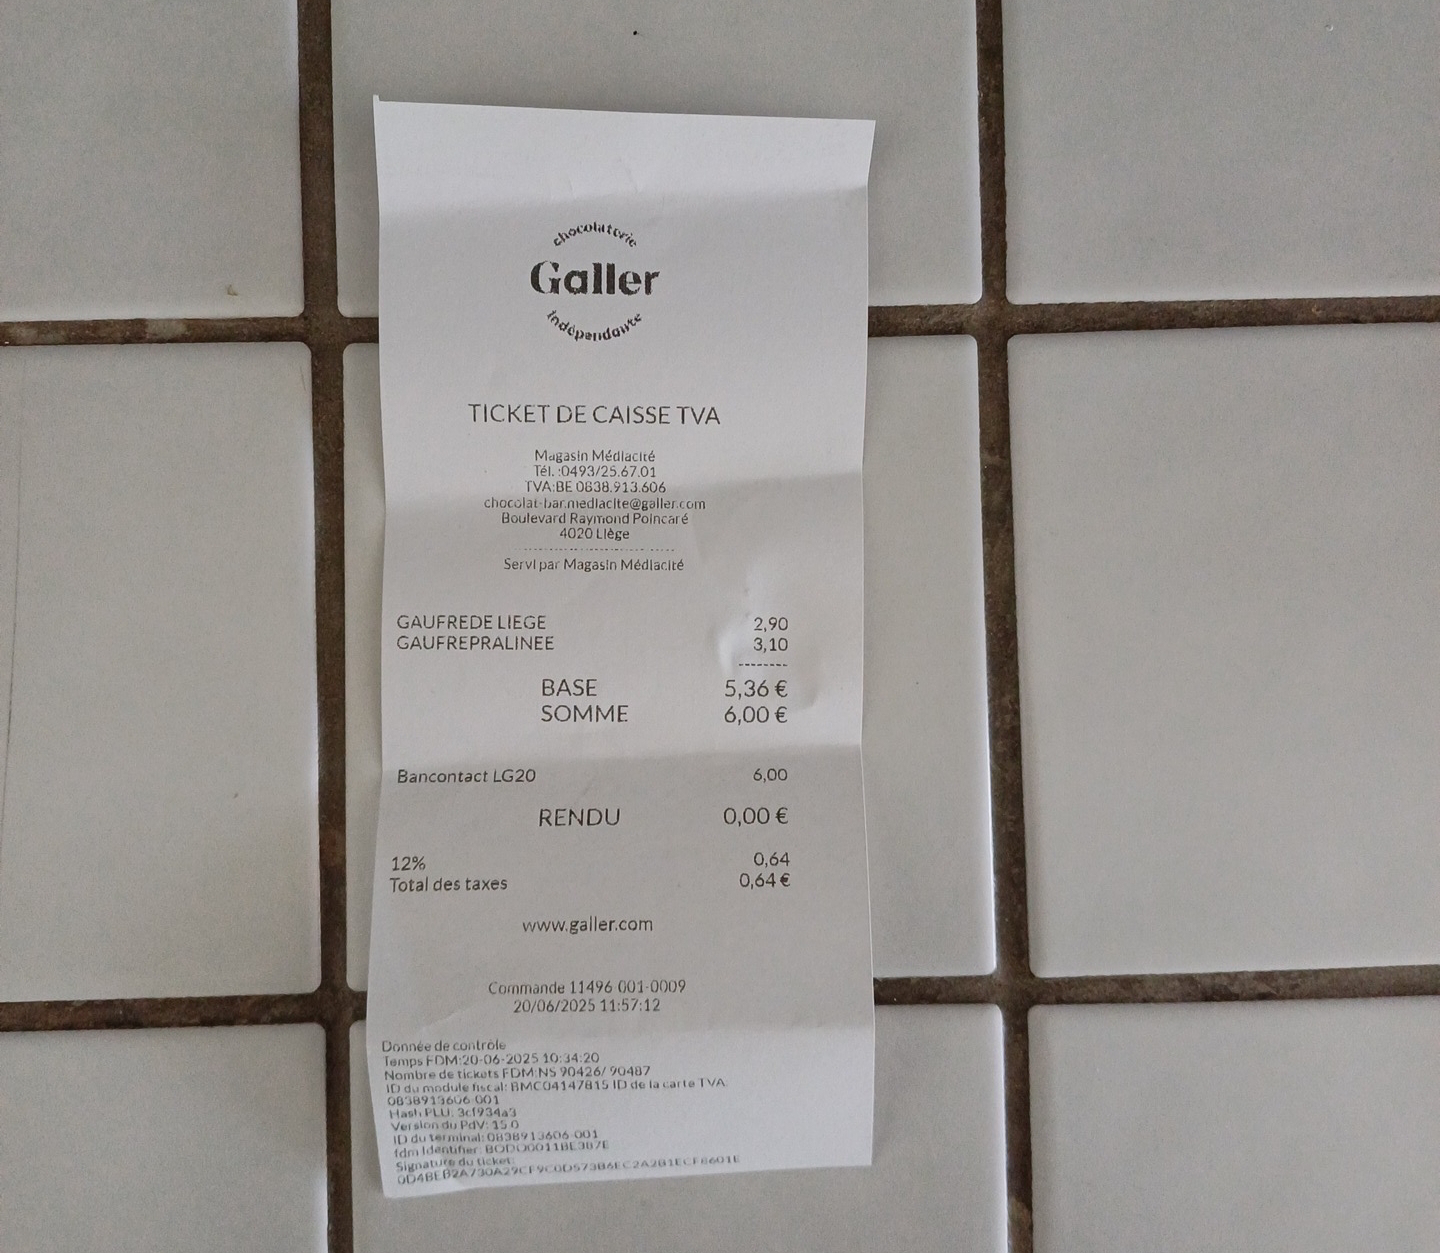 chocolaterie
Galler
indépendante
TICKET DE CAISSE TVA
Magasin Médiacité
Tél. :0493/25.67.01
TVA:BE 0838.913.606
chocolat-bar.mediacite@galler.com
Boulevard Raymond Poincaré
4020 Liège
Servi par Magasin Médiacité
GAUFREDE LIEGE 2,90
GAUFREPRALINEE 3,10
BASE 5,36 €
SOMME 6,00 €
Bancontact LG20 6,00
RENDU 0,00 €
12% 0,64
Total des taxes 0,64 €
www.galler.com
Commande 11496 001-0009
20/06/2025 11:57:12
Donnée de contrôle
Temps FDM:20-06-2025 10:34:20
Nombre de tickets FDM:NS 90426/ 90487
ID du module fiscal: BMC04147815 ID de la carte TVA:
0838913606 001
Hash PLU: 3cf934a3
Version du PdV: 15.0
ID du terminal: 0838913606-001
fdm Identifier:
Signature du ticket: